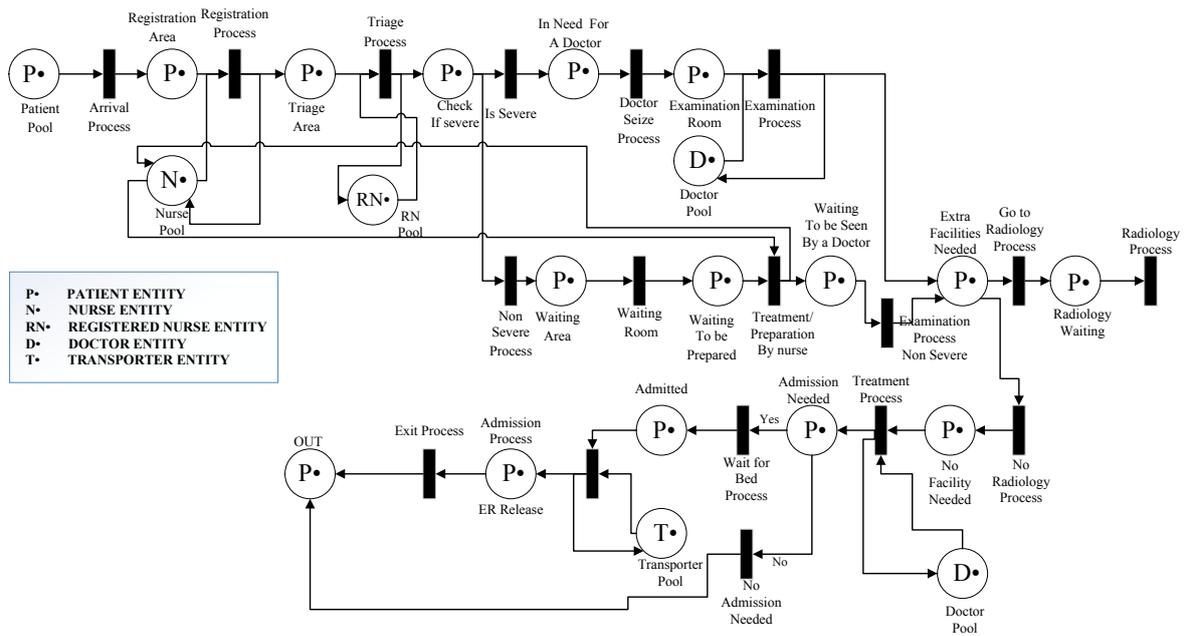 Registration
Area
Registration
Process
Triage
Process
In Need For
A Doctor
P•
P•
P•
P•
P•
P•
Patient
Pool
Arrival
Process
Triage
Area
Check
If severe
Is Severe
Doctor
Seize
Process
Examination
Room
Examination
Process
N•
Nurse
Pool
RN•
RN
Pool
D•
Doctor
Pool
Waiting
To be Seen
By a Doctor
Extra
Facilities
Needed
Go to
Radiology
Process
Radiology
Process
P•
P•
P•
P•
P•
Non
Severe
Process
Waiting
Area
Waiting
Room
Waiting
To be
Prepared
Treatment/
Preparation
By nurse
Examination
Process
Non Severe
Radiology
Waiting
P• PATIENT ENTITY
N• NURSE ENTITY
RN• REGISTERED NURSE ENTITY
D• DOCTOR ENTITY
T• TRANSPORTER ENTITY
OUT
Exit Process
Admission
Process
Admitted
Admission
Needed
Treatment
Process
P•
P•
P•
Yes
P•
P•
ER Release
Wait for
Bed
Process
No
Facility
Needed
No
Radiology
Process
T•
Transporter
Pool
No
No
Admission
Needed
D•
Doctor
Pool